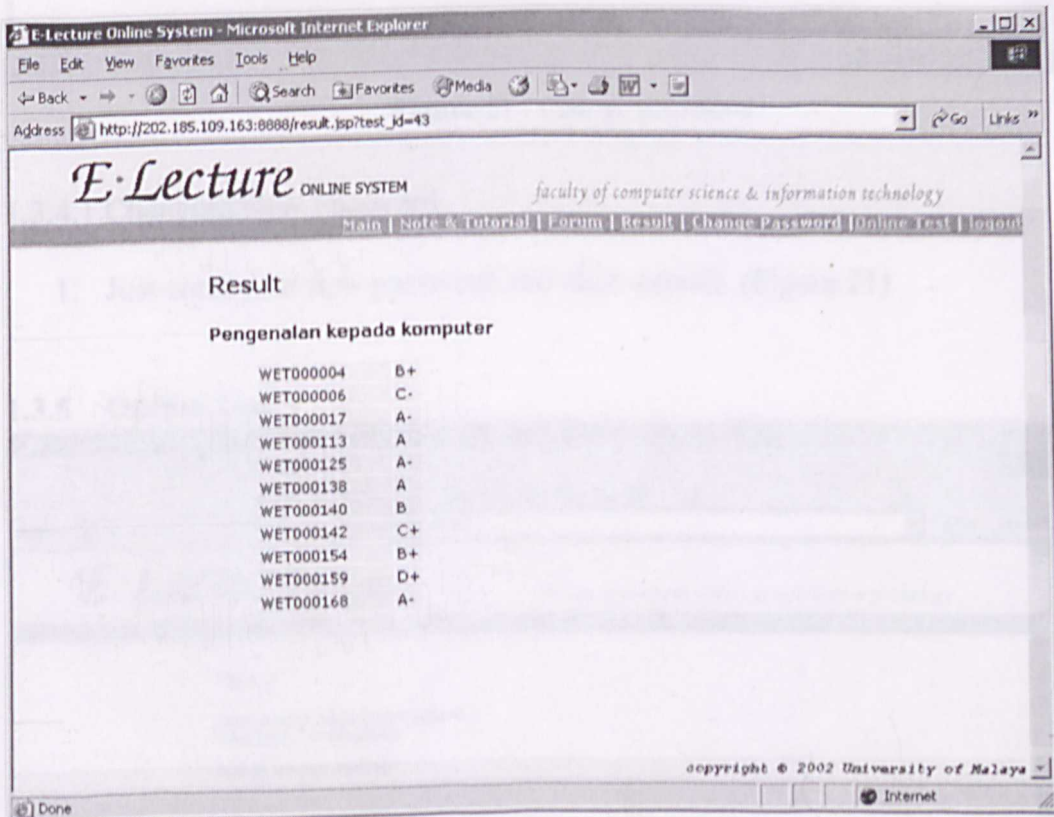 E-Lecture Online System - Microsoft Internet Explorer
File Edit View Favorites Tools Help
Back Search Favorites Media
Address http://202.185.109.163:8888/result.jsp?test_id=43 Go Links »
E-Lecture ONLINE SYSTEM
faculty of computer science & information technology
Main | Note & Tutorial | Forum | Result | Change Password |
Result
Pengenalan kepada komputer
WET000004 B+
WET000006 C-
WET000017 A-
WET000113 A
WET000125 A-
WET000138 A
WET000140 B
WET000142 C+
WET000154 B+
WET000159 D+
WET000168 A-
copyright © 2002 University of Malaya
Done Internet